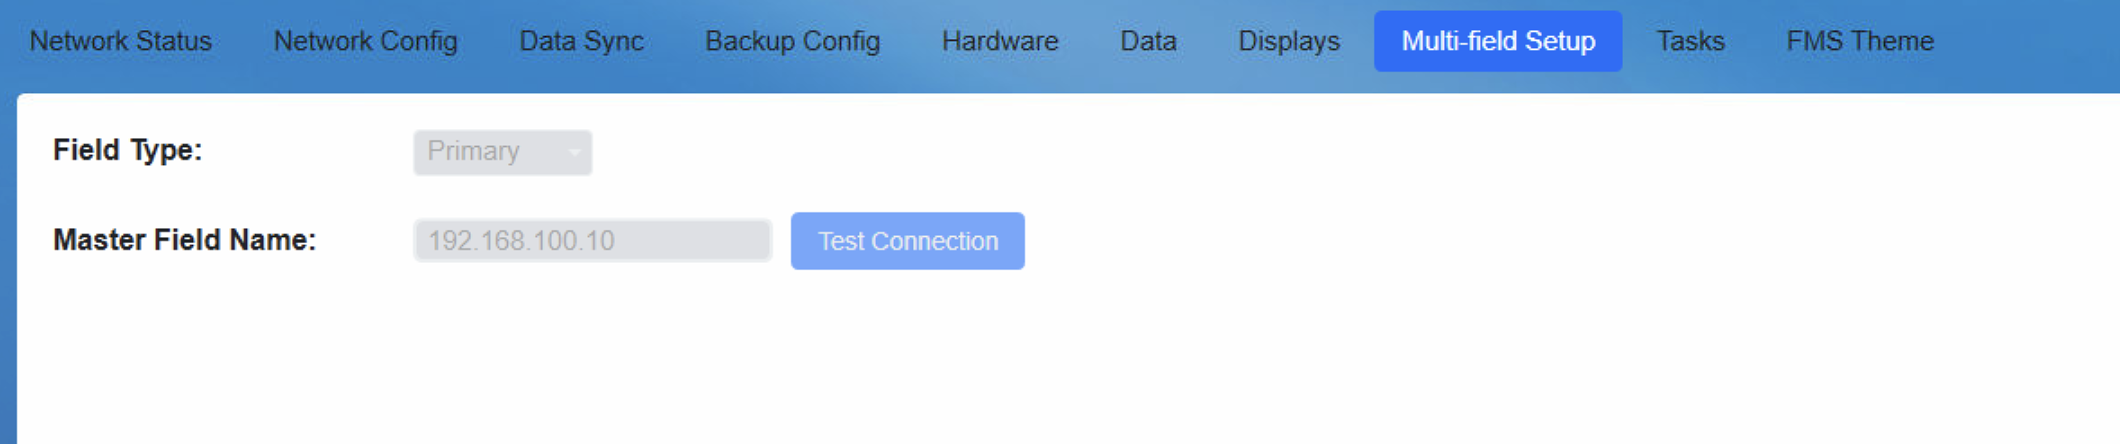 Network Status Network Config Data Sync Backup Config Hardware Data Displays Multi-field Setup Tasks FMS Theme
Field Type: Primary
Master Field Name: 192.168.100.10 Test Connection